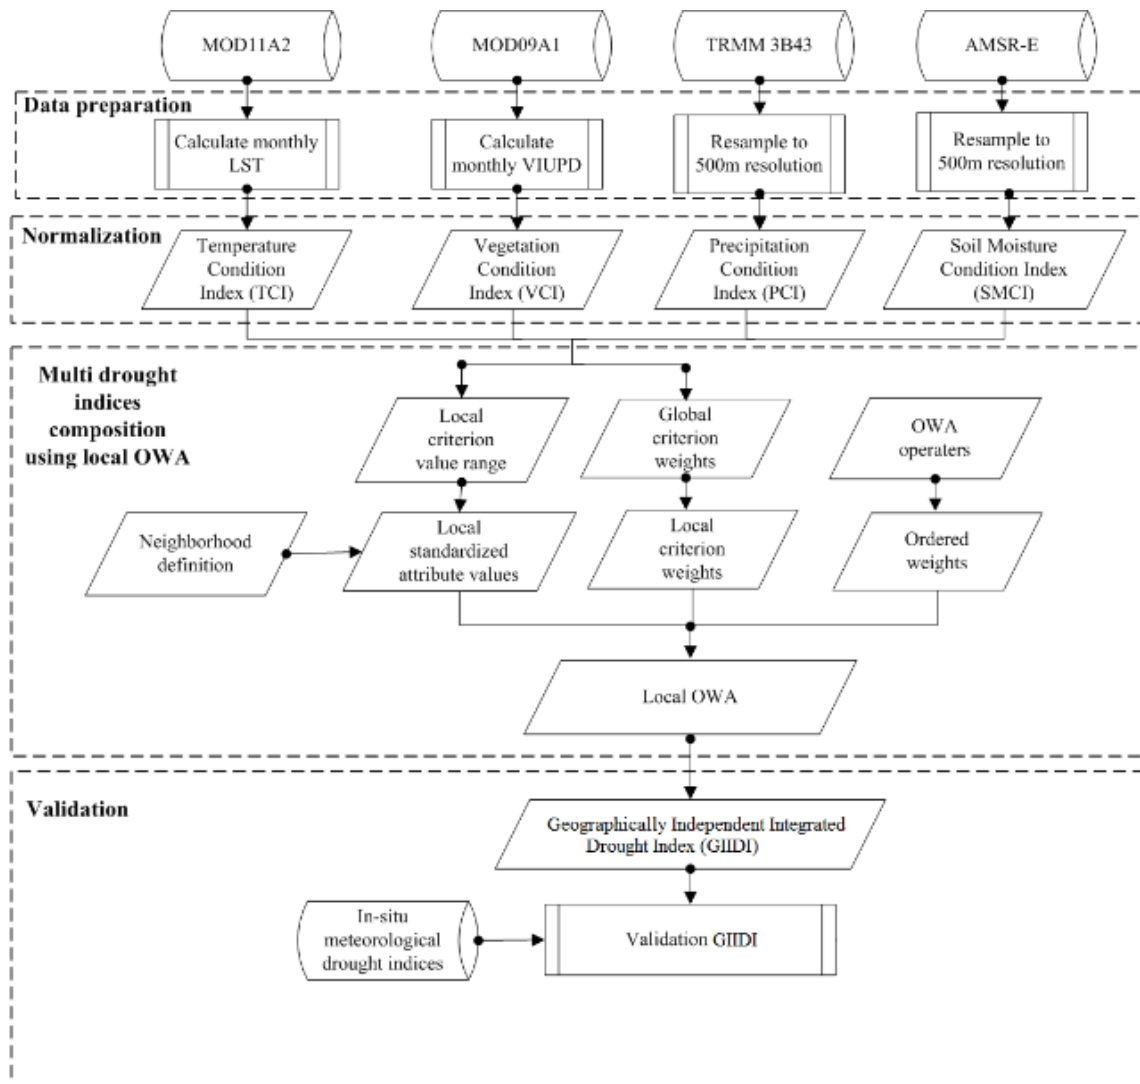 MOD11A2
MOD09A1
TRMM 3B43
AMSR-E
Data preparation
Calculate monthly
LST
Calculate
monthly VIUPD
Resample to
500m resolution
Resample to
500m resolution
Normalization
Temperature
Condition
Index (TCI)
Vegetation
Condition
Index (VCI)
Precipitation
Condition
Index (PCI)
Soil Moisture
Condition Index
(SMCI)
Multi drought
indices
composition
using local OWA
Local
criterion
value range
Global
criterion
weights
OWA
operaters
Neighborhood
definition
Local
standardized
attribute values
Local
criterion
weights
Ordered
weights
Local OWA
Validation
Geographically Independent Integrated
Drought Index (GIIDI)
In-situ
meteorological
drought indices
Validation GIIDI